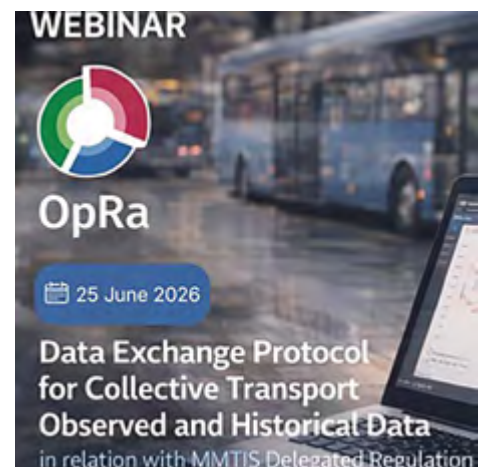 WEBINAR
OpRa
25 June 2026
Data Exchange Protocol
for Collective Transport
Observed and Historical Data
in relation with MMTIS Delegated Regulation